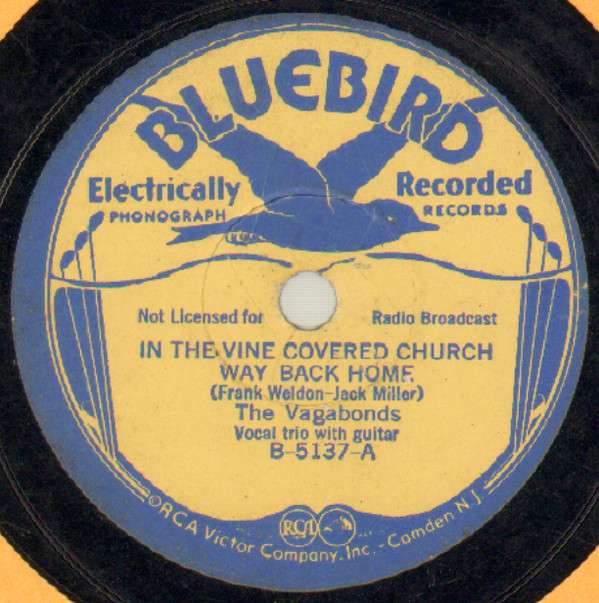 BLUEBIRD
Electrically Recorded
PHONOGRAPH RECORDS
Not Licensed for Radio Broadcast
IN THE VINE COVERED CHURCH
WAY BACK HOME
(Frank Weldon-Jack Miller)
The Vagabonds
Vocal trio with guitar
B-5137-A
RCA
©RCA Victor Company, Inc.-Camden N.J.